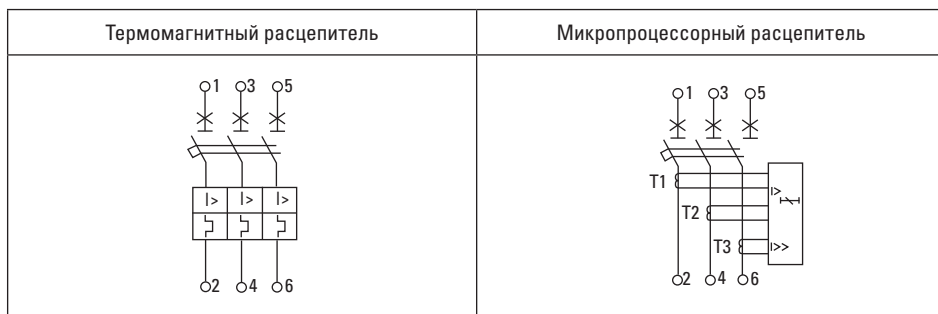 Термомагнитный расцепитель
Микропроцессорный расцепитель
1 3 5
I> I> I>
2 4 6
1 3 5
T1
I>
T2
T3
I>>
2 4 6